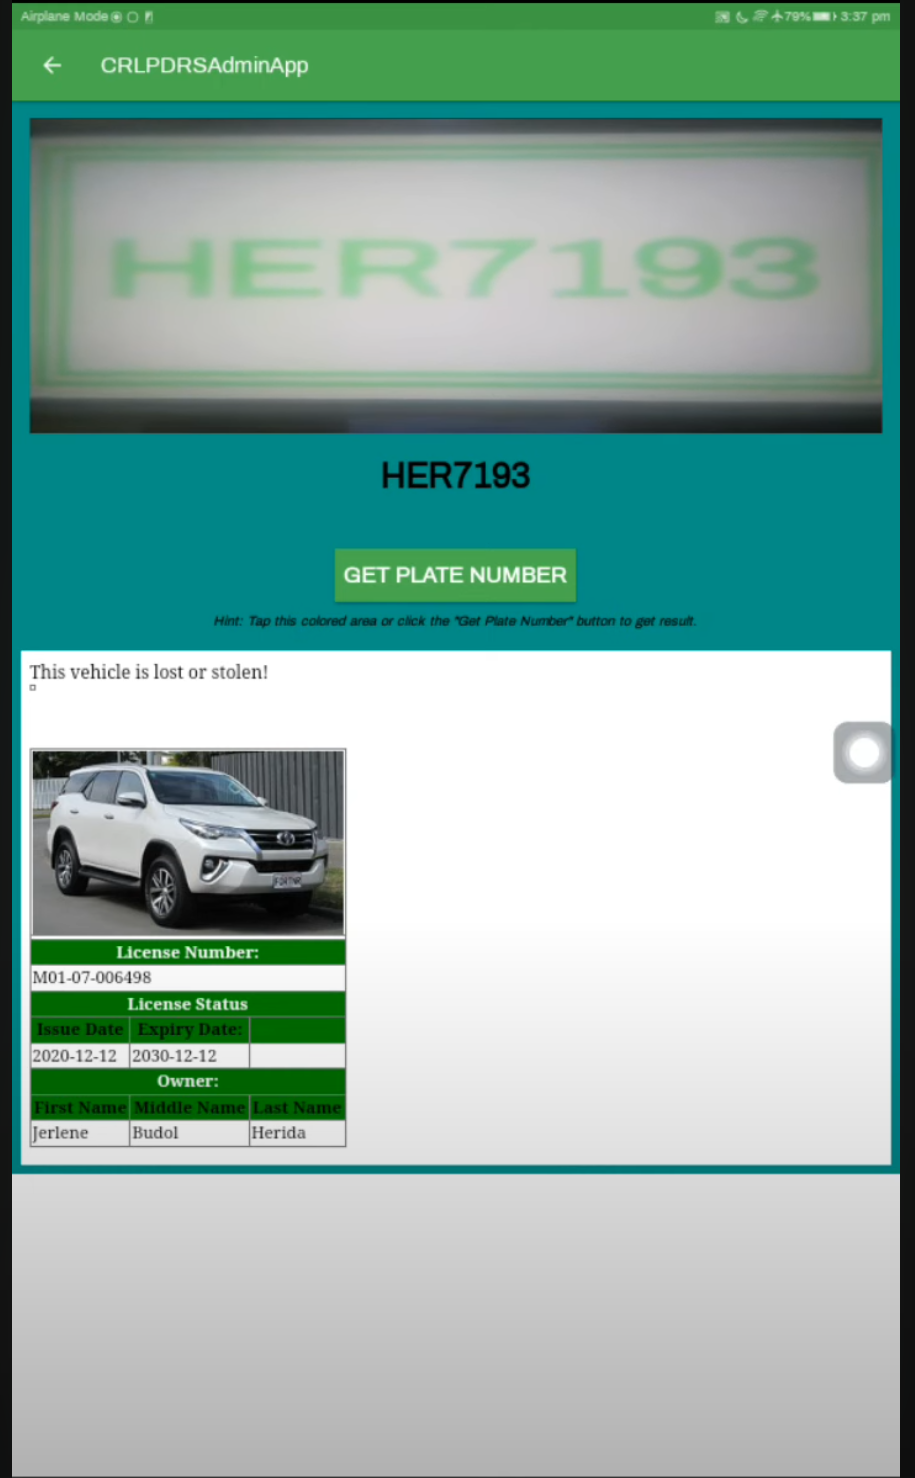 Airplane Mode
79% 3:37 pm
CRLPDRSAdminApp
HER7193
HER7193
GET PLATE NUMBER
Hint: Tap this colored area or click the "Get Plate Number" button to get result.
This vehicle is lost or stolen!
License Number:
M01-07-006498
License Status
Issue Date Expiry Date:
2020-12-12 2030-12-12
Owner:
First Name Middle Name Last Name
Jerlene Budol Herida